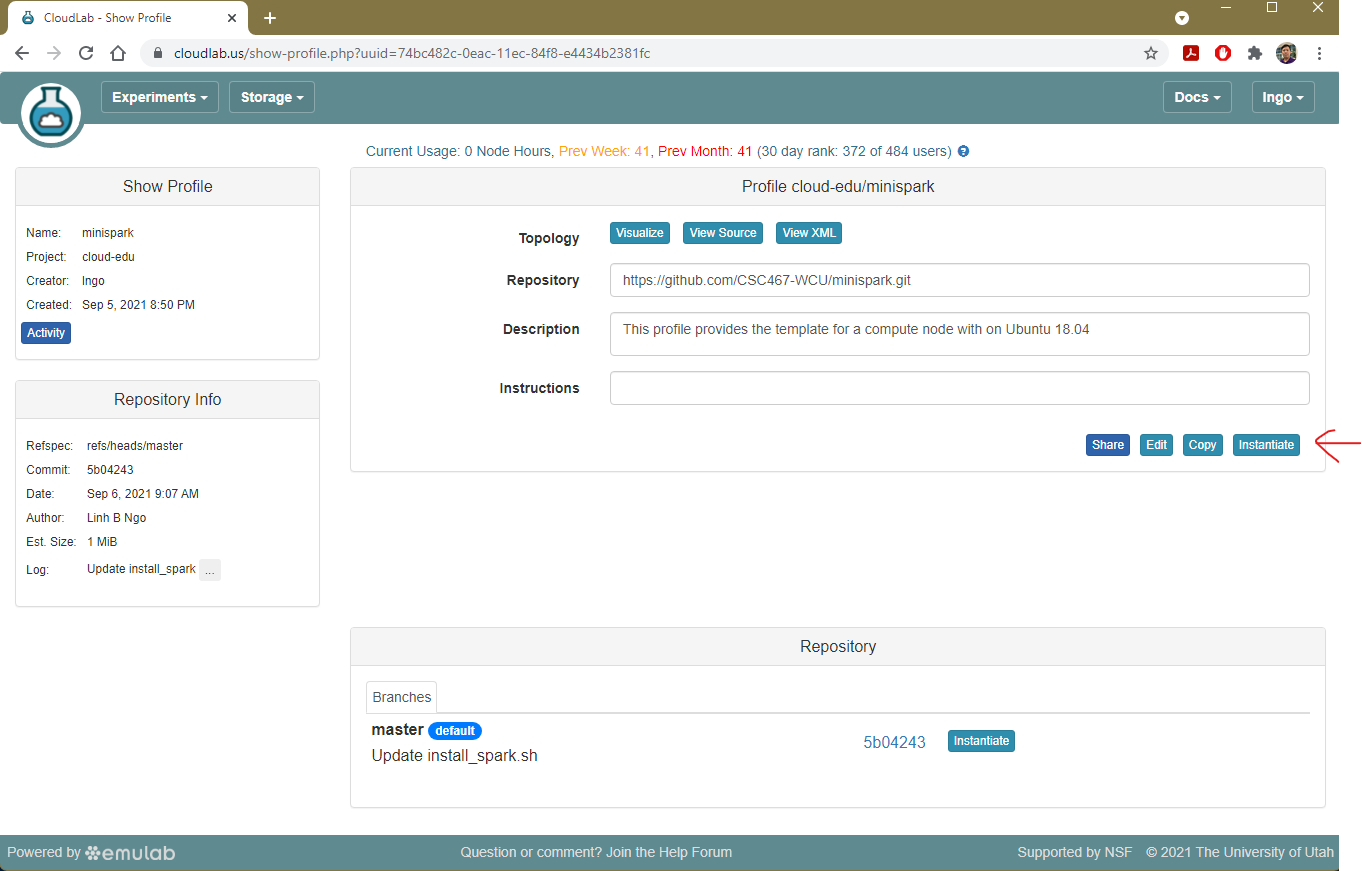 CloudLab - Show Profile
cloudlab.us/show-profile.php?uuid=74bc482c-0eac-11ec-84f8-e4434b2381fc
Experiments
Storage
Docs
Ingo
Current Usage: 0 Node Hours, Prev Week: 41, Prev Month: 41 (30 day rank: 372 of 484 users)
Show Profile
Name: minispark
Project: cloud-edu
Creator: lngo
Created: Sep 5, 2021 8:50 PM
Activity
Repository Info
Refspec: refs/heads/master
Commit: 5b04243
Date: Sep 6, 2021 9:07 AM
Author: Linh B Ngo
Est. Size: 1 MiB
Log: Update install_spark ...
Profile cloud-edu/minispark
Topology Visualize View Source View XML
Repository https://github.com/CSC467-WCU/minispark.git
Description This profile provides the template for a compute node with on Ubuntu 18.04
Instructions
Share Edit Copy Instantiate
Repository
Branches
master default
Update install_spark.sh
5b04243 Instantiate
Powered by emulab
Question or comment? Join the Help Forum
Supported by NSF © 2021 The University of Utah